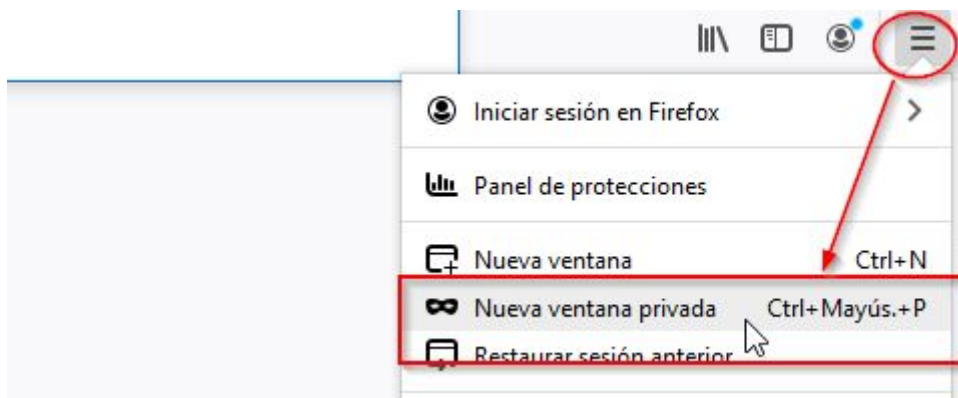 Iniciar sesión en Firefox
Panel de protecciones
Nueva ventana Ctrl+N
Nueva ventana privada Ctrl+Mayús.+P
Restaurar sesión anterior